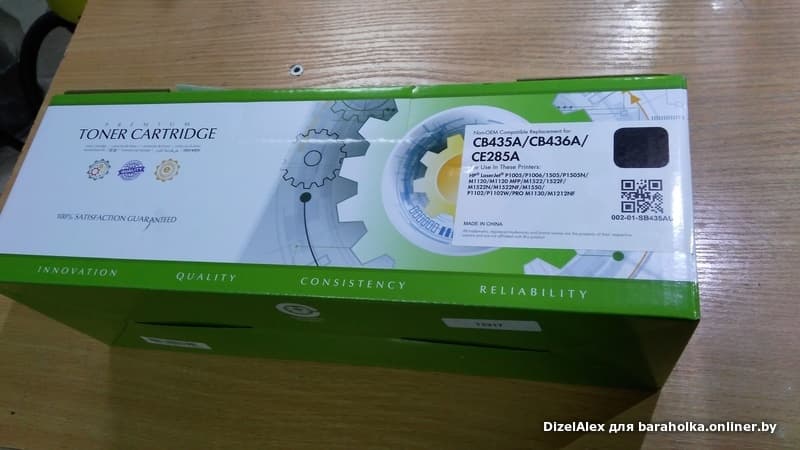 PREMIUM
TONER CARTRIDGE
100% SATISFACTION GUARANTEED
Non-OEM Compatible Replacement for
CB435A/CB436A/
CE285A
For Use In These Printers:
HP® LaserJet® P1005/P1006/1505/P1505N/
M1120/M1120 MFP/M1522/1522F/
M1522N/M1522NF/M1550/
P1102/P1102W/PRO M1130/M1212NF
MADE IN CHINA
002-01-SB435AU
INNOVATION QUALITY CONSISTENCY RELIABILITY
DizelAlex для baraholka.onliner.by